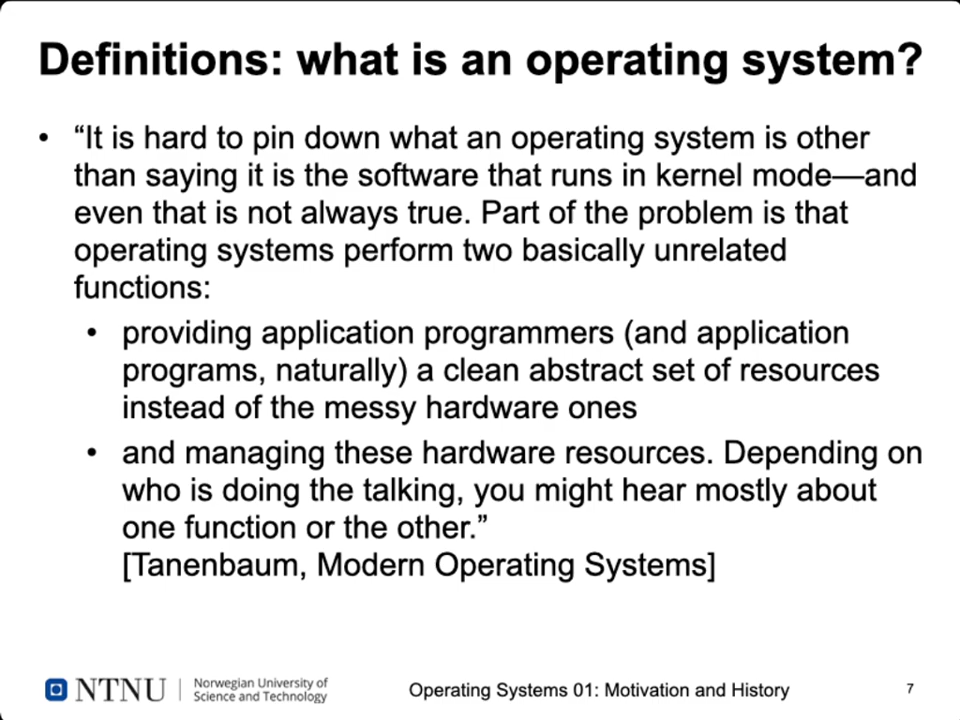 Definitions: what is an operating system?
• “It is hard to pin down what an operating system is other
than saying it is the software that runs in kernel mode—and
even that is not always true. Part of the problem is that
operating systems perform two basically unrelated
functions:
• providing application programmers (and application
programs, naturally) a clean abstract set of resources
instead of the messy hardware ones
• and managing these hardware resources. Depending on
who is doing the talking, you might hear mostly about
one function or the other.”
[Tanenbaum, Modern Operating Systems]
NTNU
Norwegian University of
Science and Technology
Operating Systems 01: Motivation and History
7